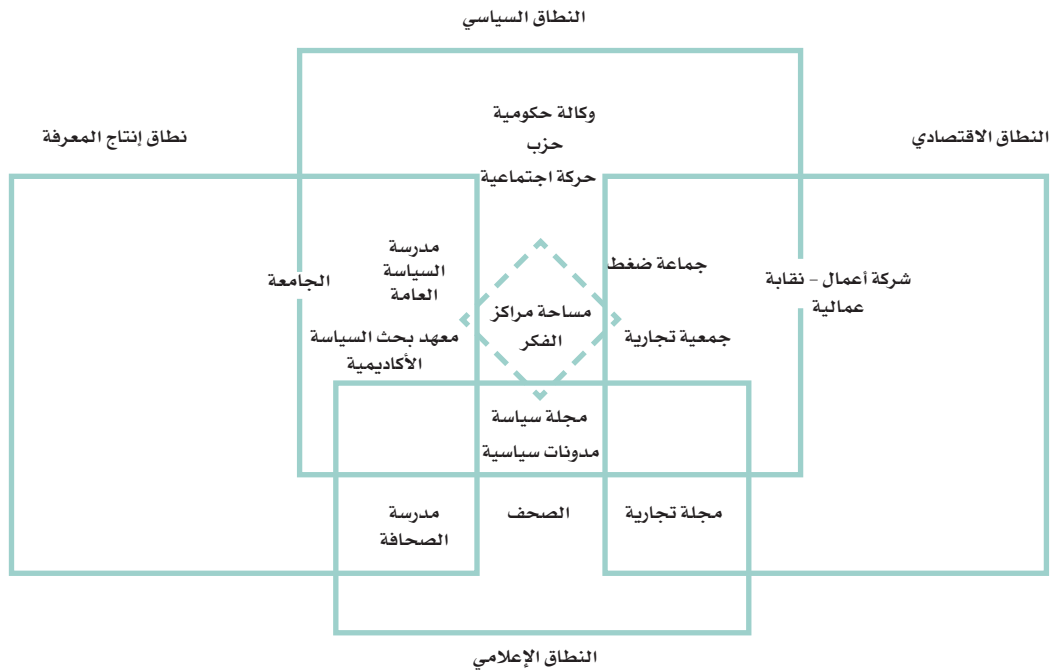 النطاق السياسي
النطاق الاقتصادي
نطاق إنتاج المعرفة
وكالة حكومية
حزب
حركة اجتماعية
شركة أعمال – نقابة
عمالية
جماعة ضغط
جمعية تجارية
مساحة مراكز
الفكر
مدرسة
السياسة
العامة
معهد بحث السياسة
الأكاديمية
الجامعة
مجلة سياسة
مدونات سياسية
مجلة تجارية
الصحف
مدرسة
الصحافة
النطاق الإعلامي